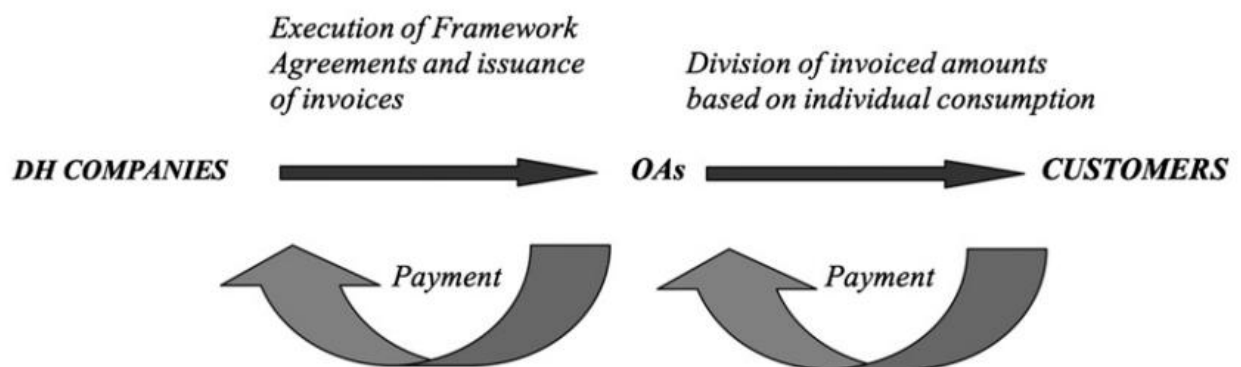 Execution of Framework
Agreements and issuance
of invoices
Division of invoiced amounts
based on individual consumption
DH COMPANIES
OAs
CUSTOMERS
Payment
Payment